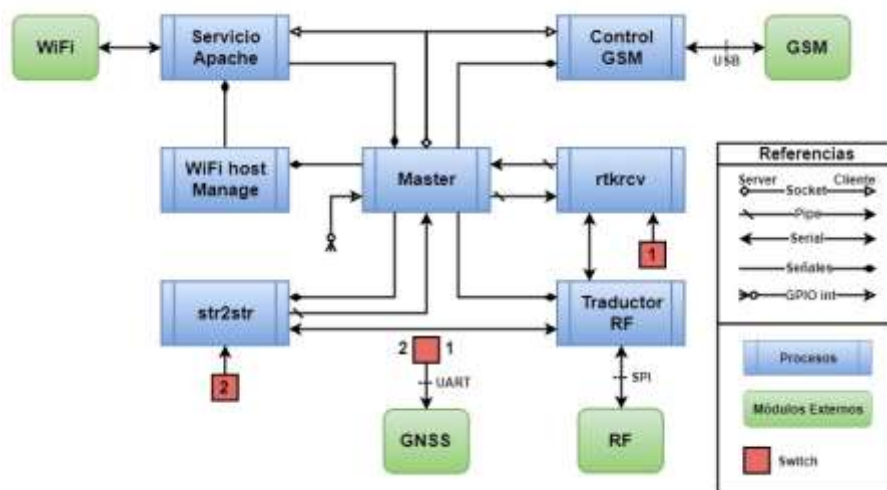 WiFi
Servicio
Apache
Control
GSM
USB
GSM
WiFi host
Manage
Master
rtkrcv
1
str2str
2
2 1
UART
GNSS
Traductor
RF
SPI
RF
Referencias
Server Cliente
Socket
Pipe
Serial
Señales
GPIO int
Procesos
Módulos Externos
Switch